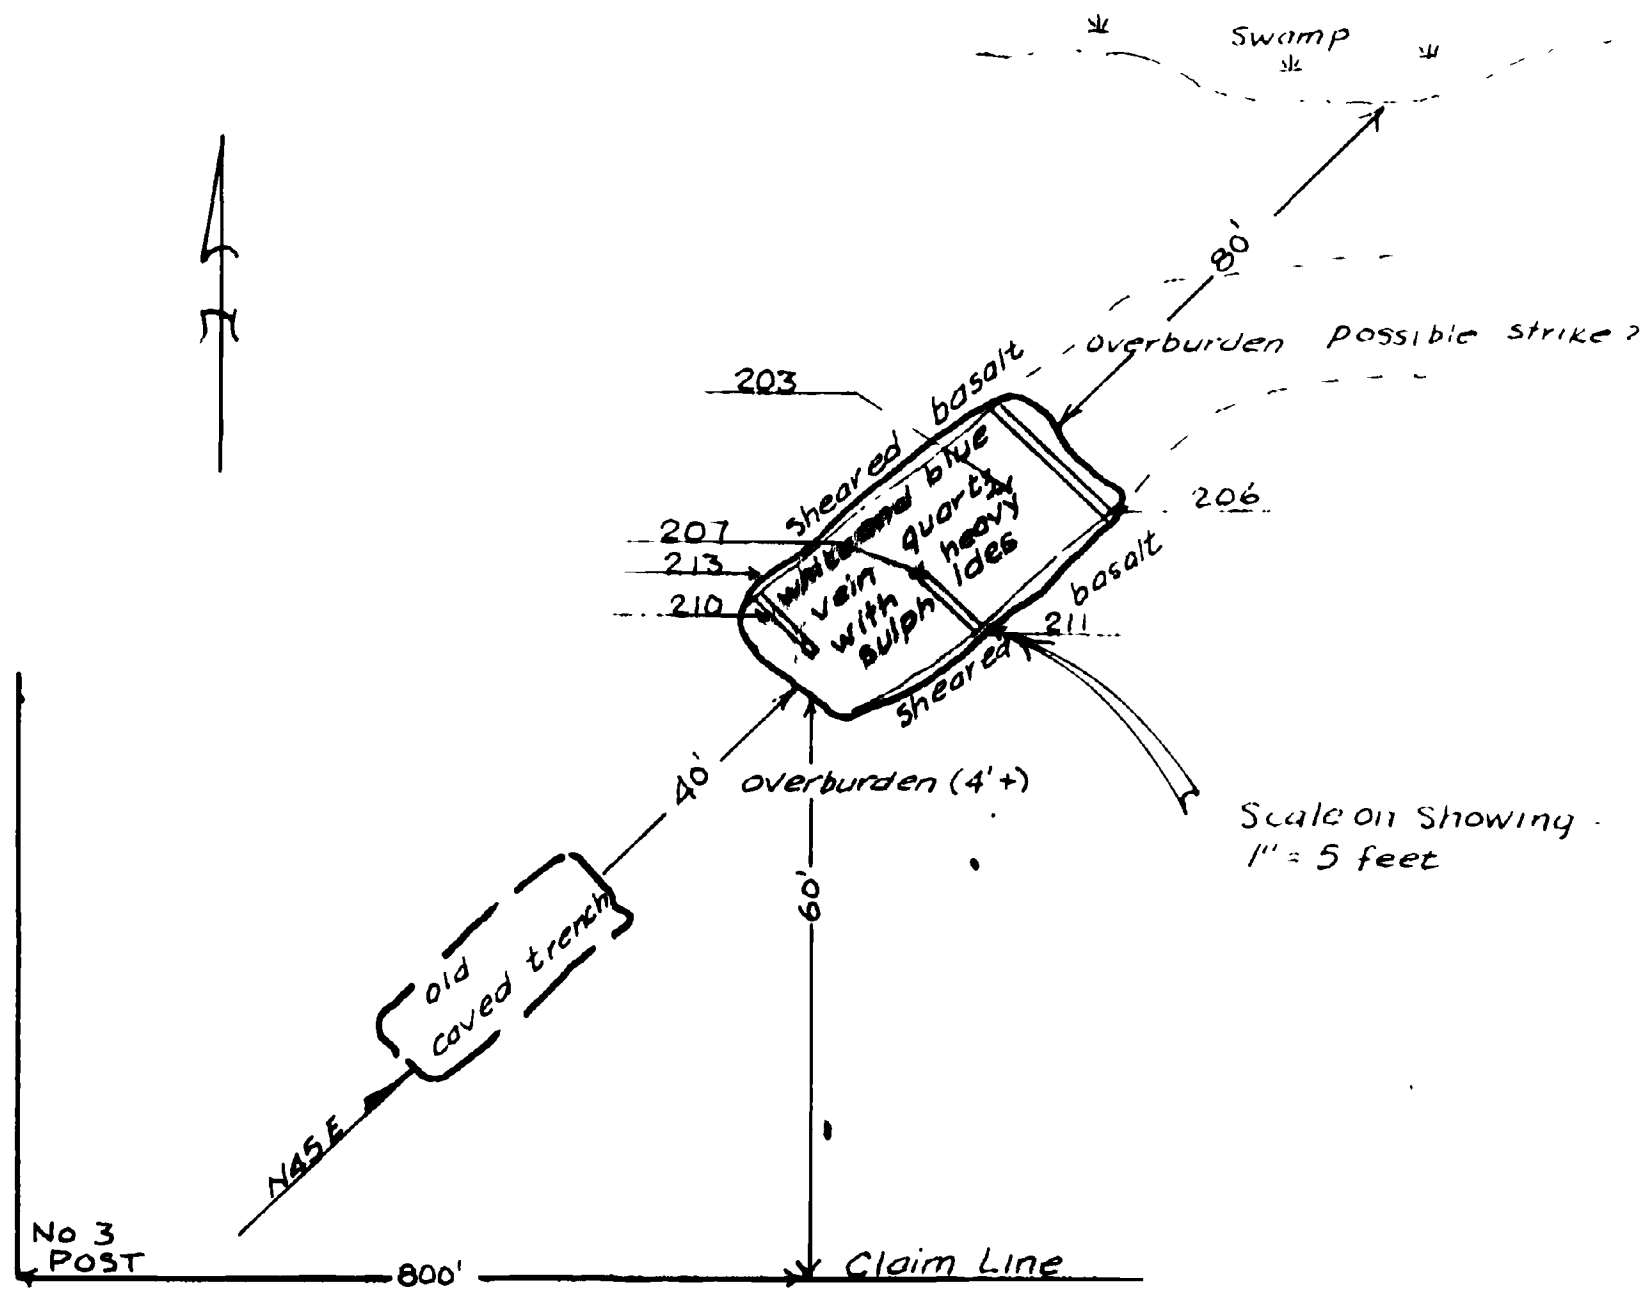 Swamp
80'
overburden possible strike?
203
sheared basalt
white and blue
quartz
vein
heavy
with
sulph ides
206
207
213
210
basalt
211
sheared
40'
overburden (4'+)
Scale on Showing
1" = 5 feet
60'
old
caved trench
N45E
No 3
POST
800'
Claim Line